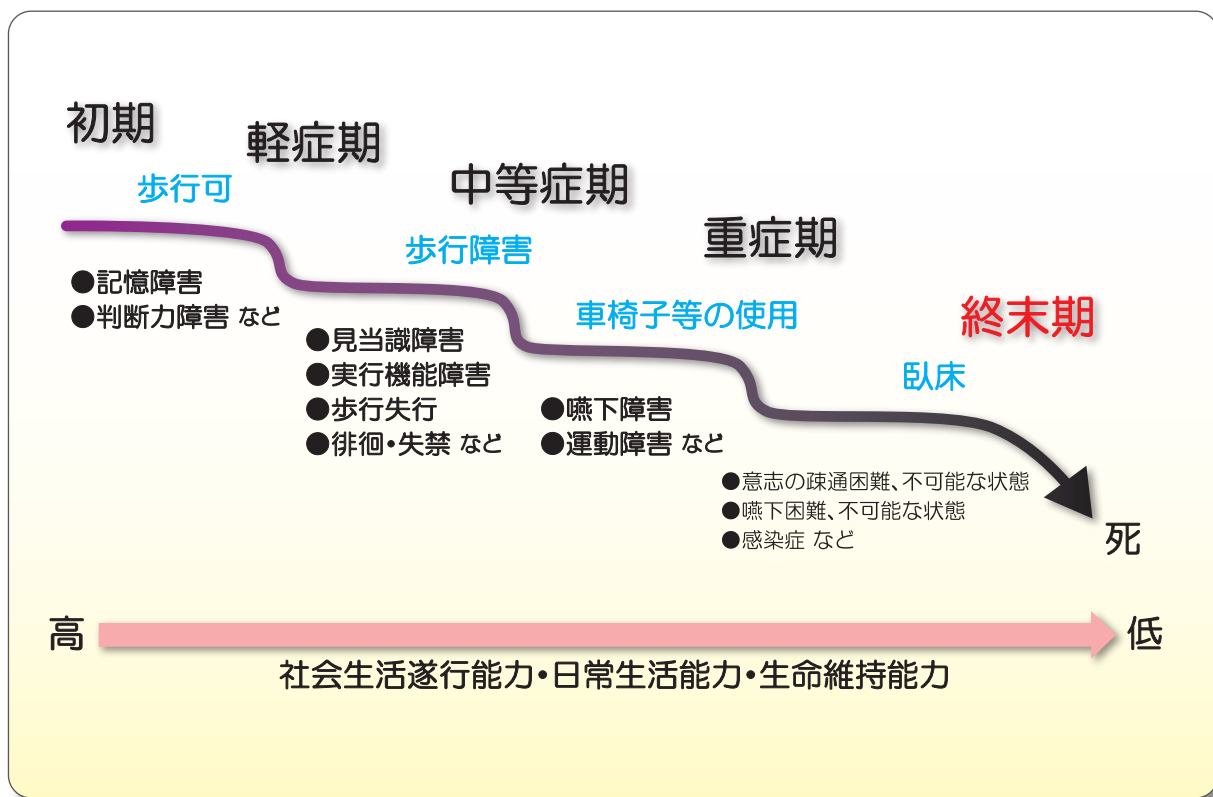 初期
軽症期
中等症期
重症期
終末期
歩行可
歩行障害
車椅子等の使用
臥床
●記憶障害
●判断力障害 など
●見当識障害
●実行機能障害
●歩行失行
●徘徊・失禁 など
●嚥下障害
●運動障害 など
●意志の疎通困難、不可能な状態
●嚥下困難、不可能な状態
●感染症 など
死
高
低
社会生活遂行能力・日常生活能力・生命維持能力